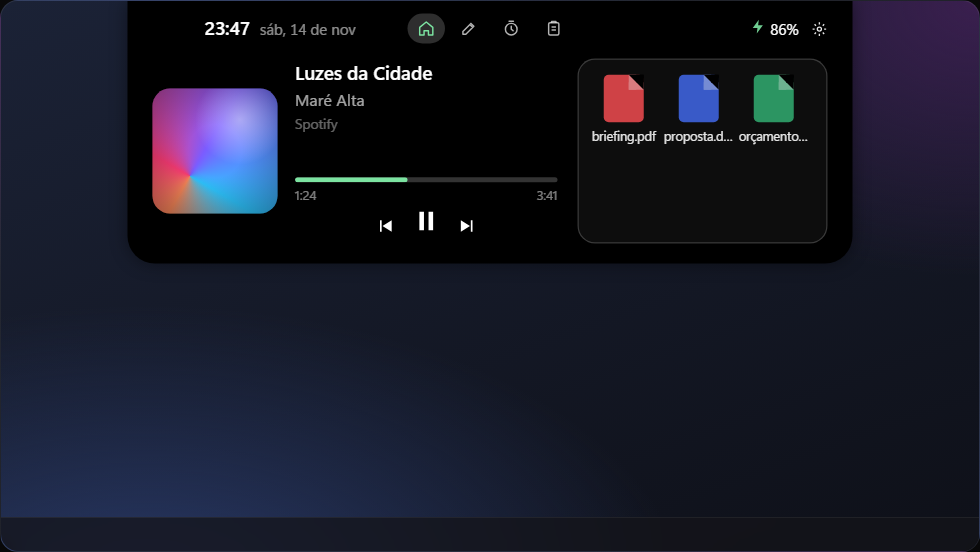 23:47 sáb, 14 de nov
86%
Luzes da Cidade
Maré Alta
Spotify
1:24 3:41
briefing.pdf proposta.d... orçamento...